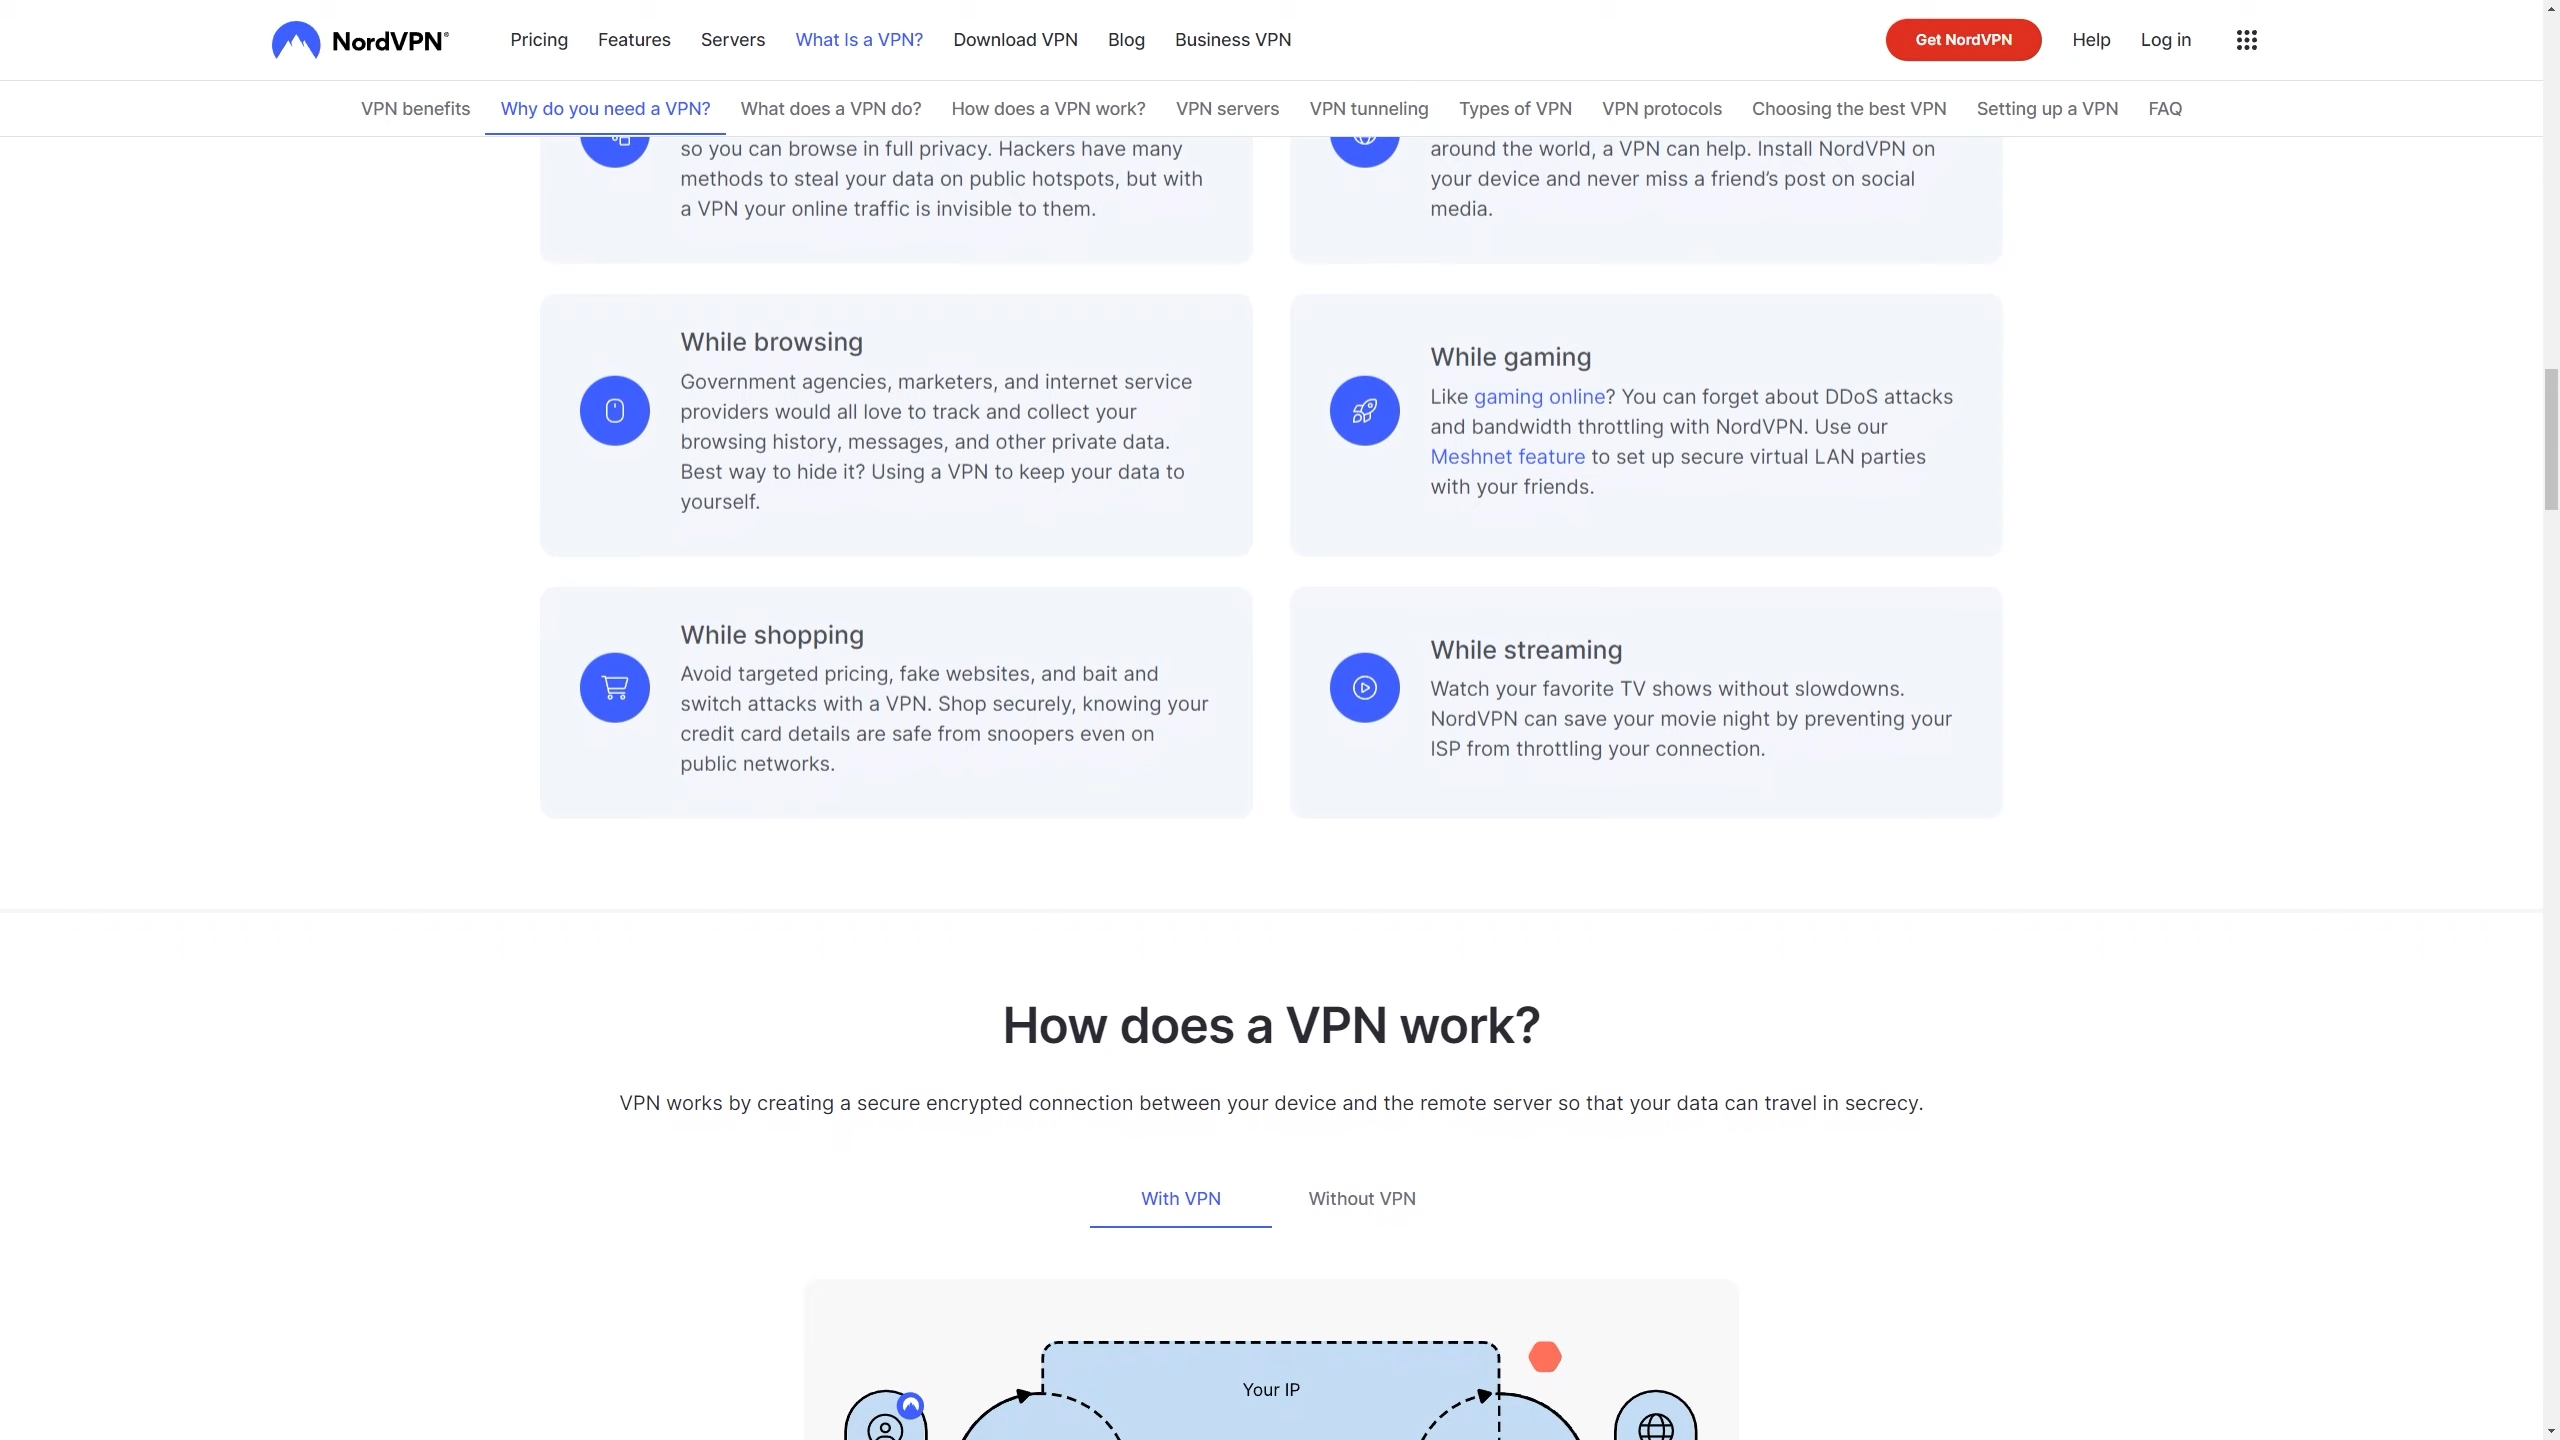 NordVPN®
Pricing
Features
Servers
What Is a VPN?
Download VPN
Blog
Business VPN
Get NordVPN
Help
Log in
VPN benefits
Why do you need a VPN?
What does a VPN do?
How does a VPN work?
VPN servers
VPN tunneling
Types of VPN
VPN protocols
Choosing the best VPN
Setting up a VPN
FAQ
so you can browse in full privacy. Hackers have many
methods to steal your data on public hotspots, but with
a VPN your online traffic is invisible to them.
around the world, a VPN can help. Install NordVPN on
your device and never miss a friend’s post on social
media.
While browsing
Government agencies, marketers, and internet service
providers would all love to track and collect your
browsing history, messages, and other private data.
Best way to hide it? Using a VPN to keep your data to
yourself.
While gaming
Like gaming online? You can forget about DDoS attacks
and bandwidth throttling with NordVPN. Use our
Meshnet feature to set up secure virtual LAN parties
with your friends.
While shopping
Avoid targeted pricing, fake websites, and bait and
switch attacks with a VPN. Shop securely, knowing your
credit card details are safe from snoopers even on
public networks.
While streaming
Watch your favorite TV shows without slowdowns.
NordVPN can save your movie night by preventing your
ISP from throttling your connection.
How does a VPN work?
VPN works by creating a secure encrypted connection between your device and the remote server so that your data can travel in secrecy.
With VPN
Without VPN
Your IP